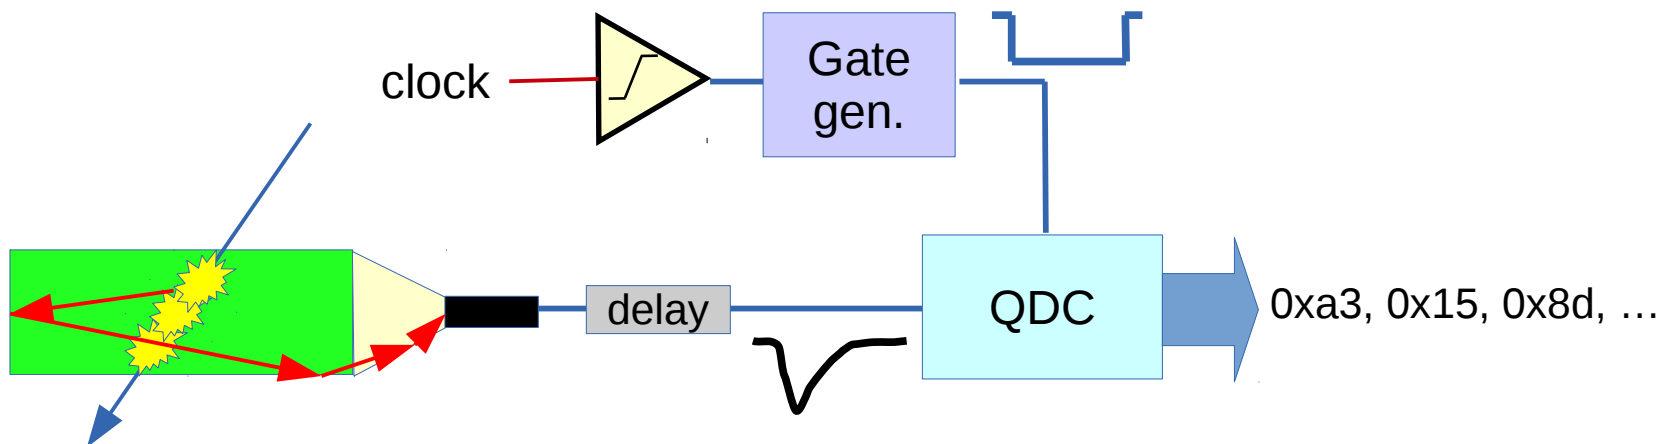 clock
Gate
gen.
delay
QDC
0xa3, 0x15, 0x8d, …